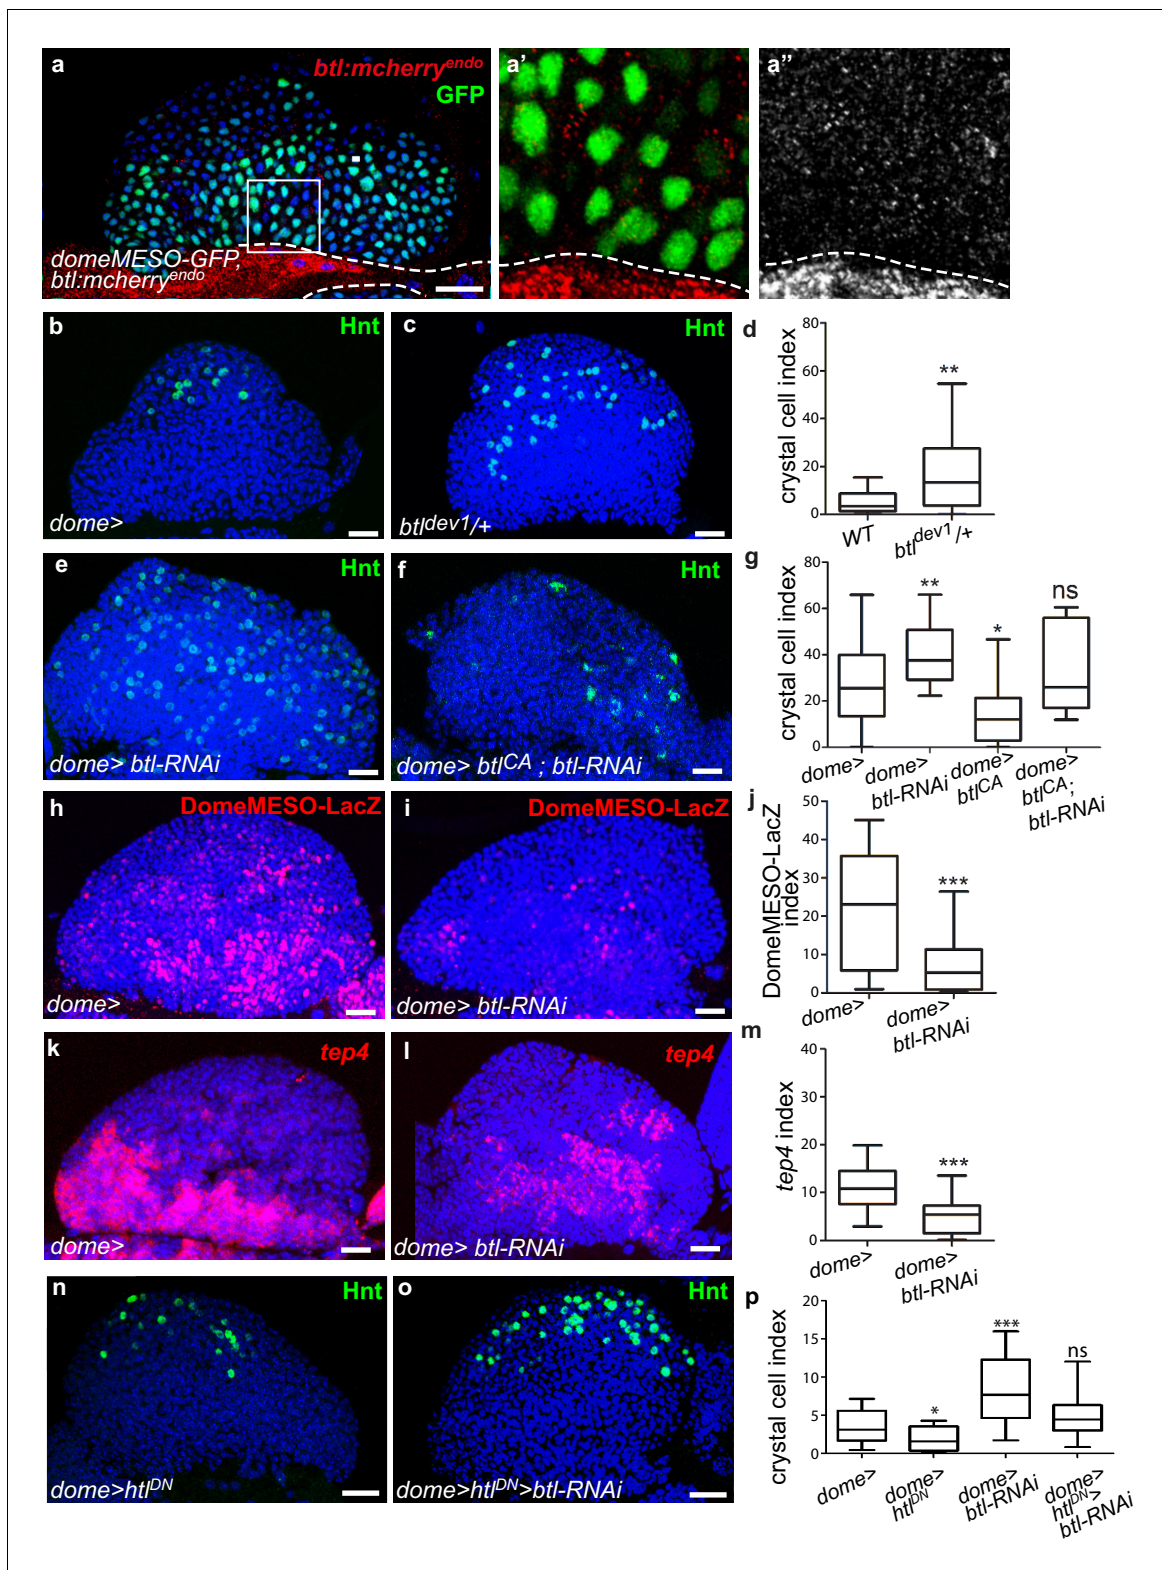 a
btl:mcherry^endo
GFP
domeMESO-GFP,
btl:mcherry^endo
a'
a''
b
Hnt
dome>
c
btl^dev1/+
d
crystal cell index
80
60
40
20
0
**
WT
btl^dev1/+
e
Hnt
dome> btl-RNAi
f
Hnt
dome> btl^CA ; btl-RNAi
g
crystal cell index
80
60
40
20
0
**
*
ns
dome>
dome>
btl-RNAi
dome>
btl^CA
dome>
btl^CA;
btl-RNAi
h
DomeMESO-LacZ
dome>
i
DomeMESO-LacZ
dome> btl-RNAi
j
DomeMESO-LacZ
index
50
40
30
20
10
0
***
dome>
dome>
btl-RNAi
k
tep4
dome>
l
tep4
dome> btl-RNAi
m
tep4 index
40
30
20
10
0
***
dome>
dome>
btl-RNAi
n
Hnt
dome>htl^DN
o
Hnt
dome>htl^DN>btl-RNAi
p
crystal cell index
20
15
10
5
0
*
***
ns
dome>
dome>
htl^DN
dome>
btl-RNAi
dome>
htl^DN>
btl-RNAi